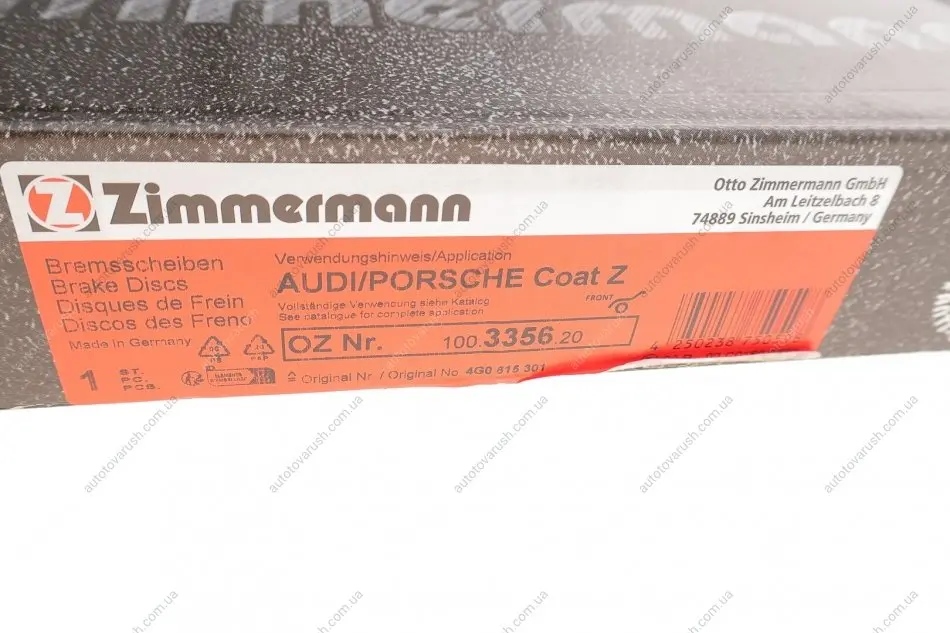 Zimmermann
Otto Zimmermann GmbH
Am Leitzelbach 8
74889 Sinsheim / Germany
Bremsscheiben
Brake Discs
Disques de Frein
Discos des Freno
Made in Germany
Verwendungshinweis/Application
AUDI/PORSCHE Coat Z
Vollständige Verwendung siehe Katalog
See catalogue for complete application
FRONT
OZ Nr. 100.3356.20
1 ST. PC. PCS.
Original Nr / Original No 4G0 615 301
autotovarush.com.ua